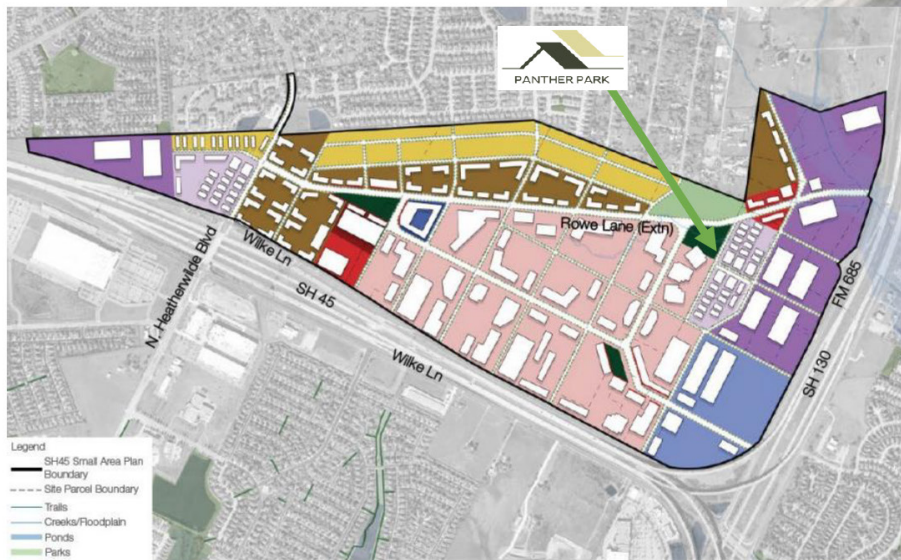 PANTHER PARK
Rowe Lane (Extn)
N. Heatherwilde Blvd
Wilke Ln
SH 45
Wilke Ln
FM 685
SH 130
Legend
SH45 Small Area Plan
Boundary
Site Parcel Boundary
Trails
Creeks/Floodplain
Ponds
Parks